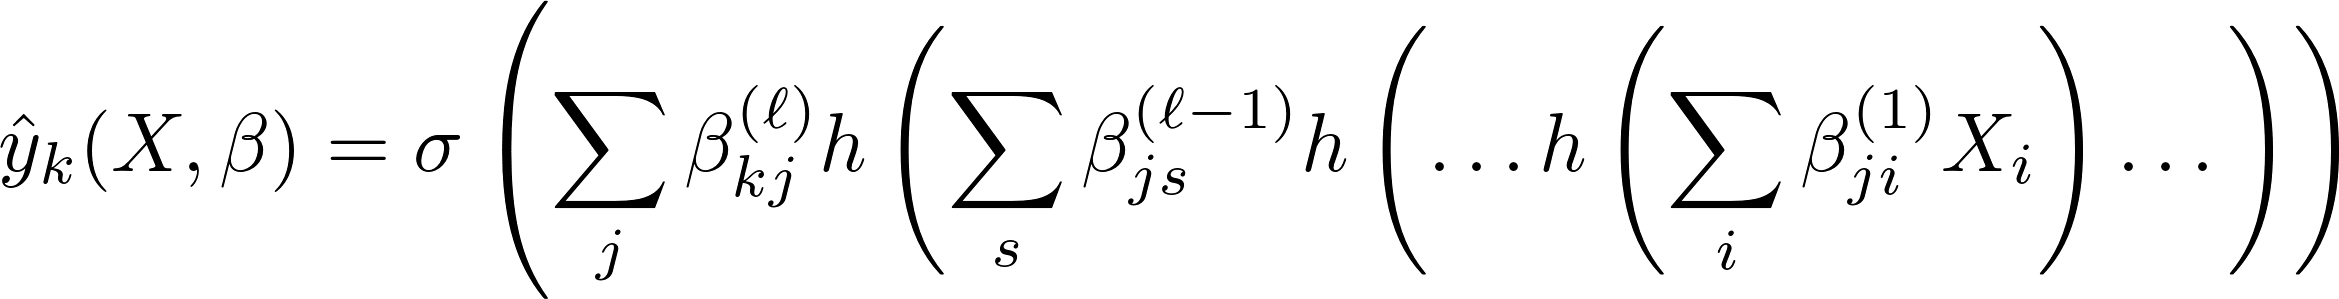 $\hat{y}_k(X, \beta) = \sigma \left( \sum_j \beta_{kj}^{(\ell)} h \left( \sum_s \beta_{js}^{(\ell-1)} h \left( \ldots h \left( \sum_i \beta_{ji}^{(1)} X_i \right) \ldots \right) \right) \right)$